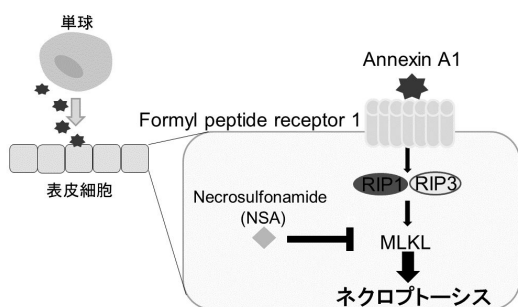 単球
Annexin A1
Formyl peptide receptor 1
表皮細胞
RIP1 RIP3
Necrosulfonamide
(NSA)
MLKL
ネクロプトーシス